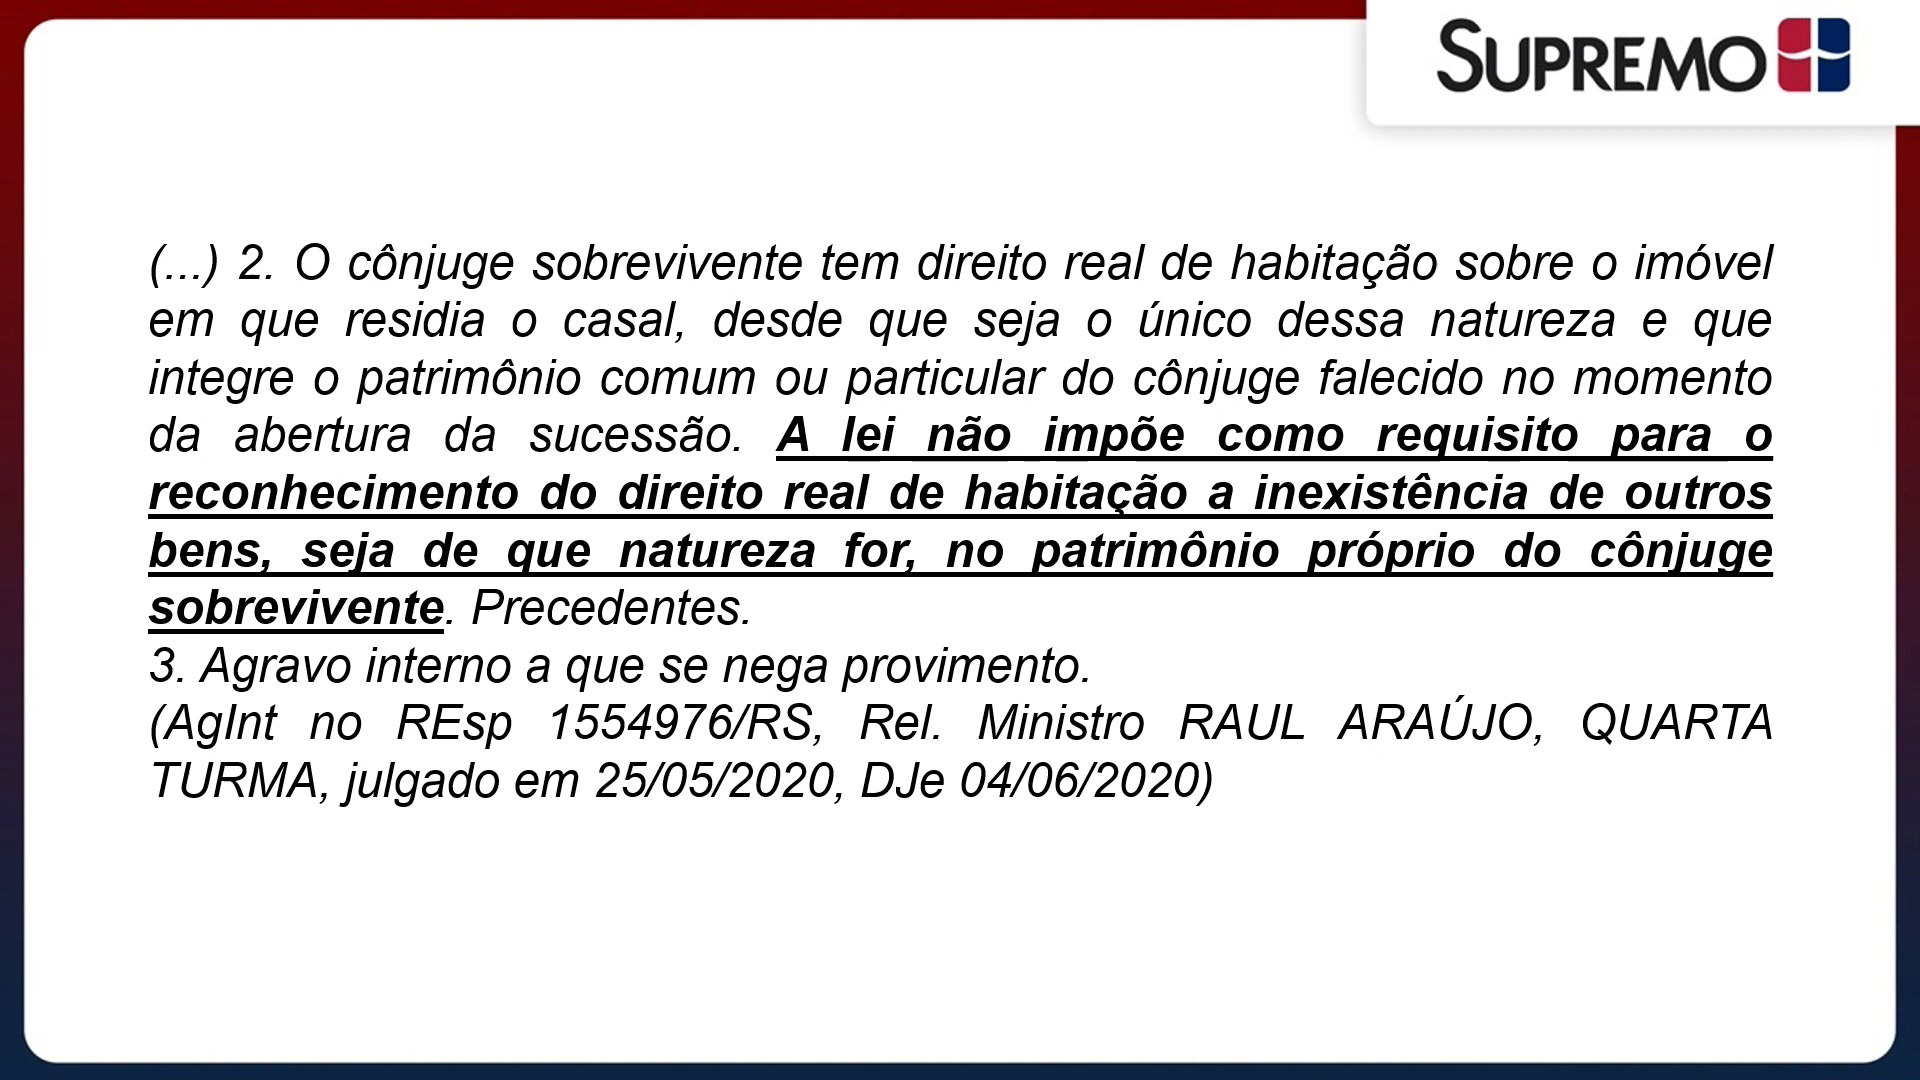 SUPREMO
(...) 2. O cônjuge sobrevivente tem direito real de habitação sobre o imóvel
em que residia o casal, desde que seja o único dessa natureza e que
integre o patrimônio comum ou particular do cônjuge falecido no momento
da abertura da sucessão. A lei não impõe como requisito para o
reconhecimento do direito real de habitação a inexistência de outros
bens, seja de que natureza for, no patrimônio próprio do cônjuge
sobrevivente. Precedentes.
3. Agravo interno a que se nega provimento.
(AgInt no REsp 1554976/RS, Rel. Ministro RAUL ARAÚJO, QUARTA
TURMA, julgado em 25/05/2020, DJe 04/06/2020)